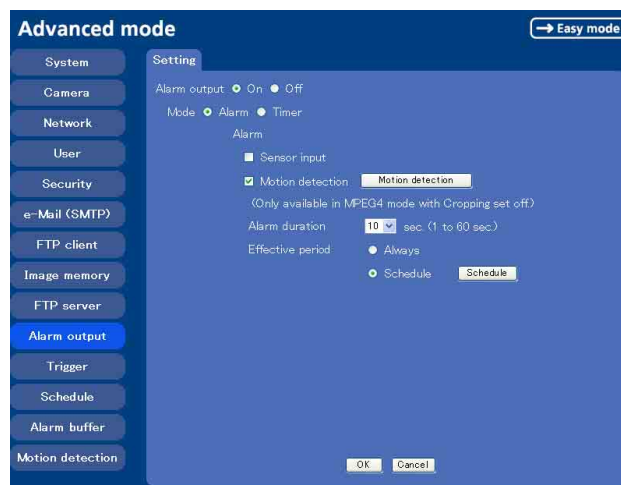 Advanced mode
→ Easy mode
System
Camera
Network
User
Security
e-Mail (SMTP)
FTP client
Image memory
FTP server
Alarm output
Trigger
Schedule
Alarm buffer
Motion detection
Setting
Alarm output On Off
Mode Alarm Timer
Alarm
Sensor input
Motion detection Motion detection
(Only available in MPEG4 mode with Cropping set off.)
Alarm duration 10 sec. (1 to 60 sec.)
Effective period Always
Schedule Schedule
OK Cancel